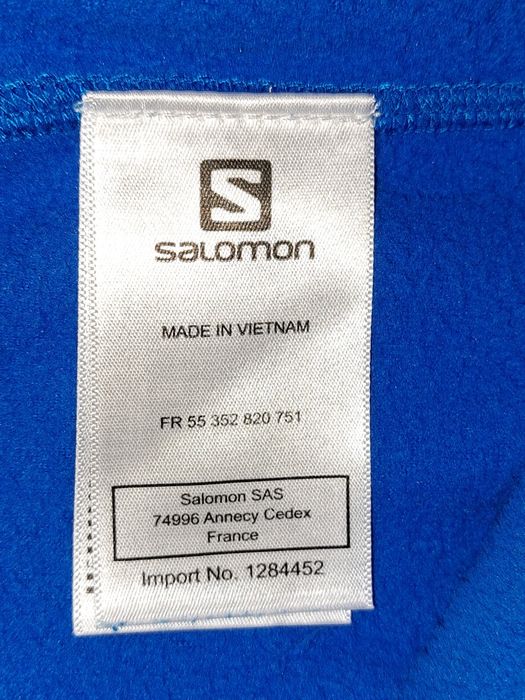 S
SALOMON
MADE IN VIETNAM
FR 55 352 820 751
Salomon SAS
74996 Annecy Cedex
France
Import No. 1284452